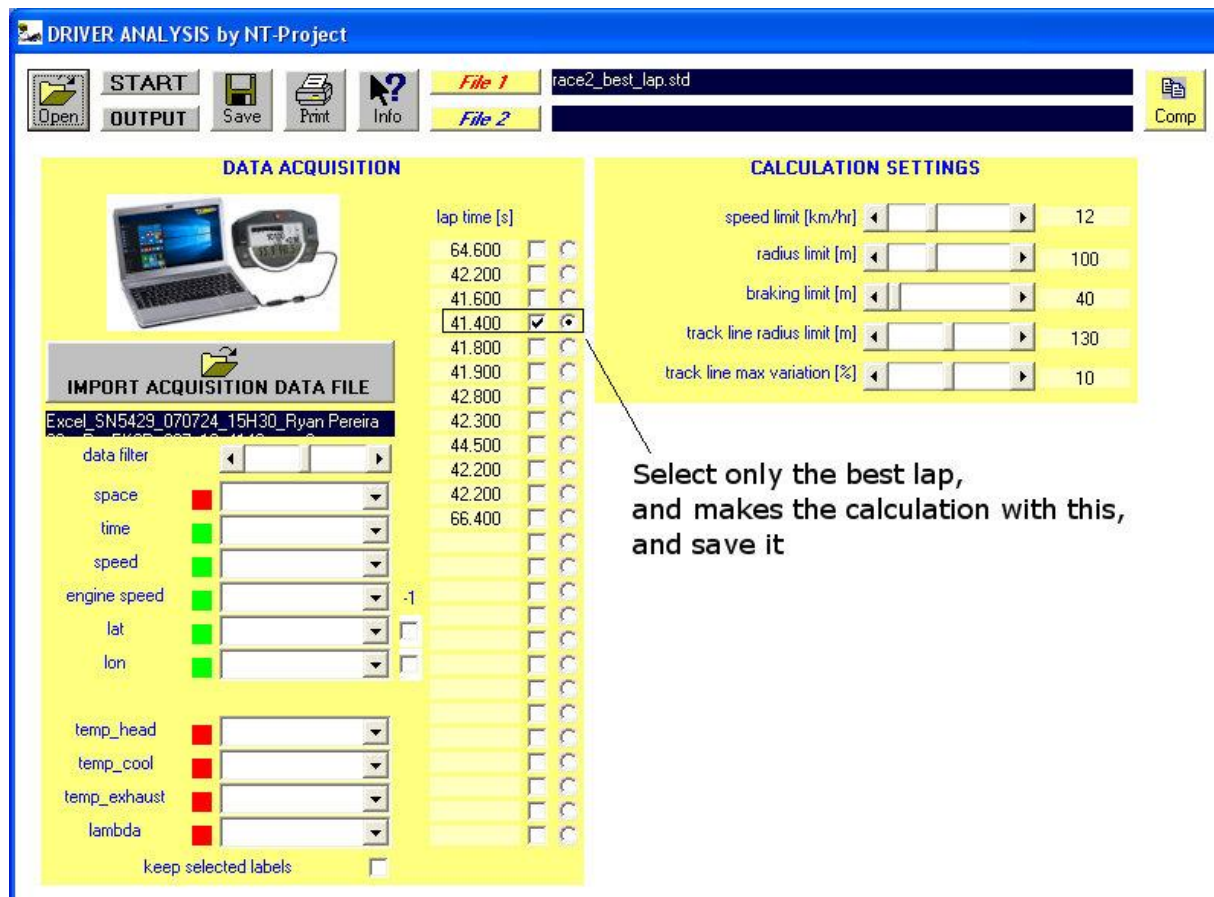 DRIVER ANALYSIS by NT-Project
Open
START
OUTPUT
Save
Print
Info
File 1
race2_best_lap.std
File 2
Comp
DATA ACQUISITION
IMPORT ACQUISITION DATA FILE
Excel_SN5429_070724_15H30_Ryan Pereira
data filter
space
time
speed
engine speed
-1
lat
lon
temp_head
temp_cool
temp_exhaust
lambda
keep selected labels
lap time [s]
64.600
42.200
41.600
41.400
41.800
41.900
42.800
42.300
44.500
42.200
42.200
66.400
CALCULATION SETTINGS
speed limit [km/hr] 12
radius limit [m] 100
braking limit [m] 40
track line radius limit [m] 130
track line max variation [%] 10
Select only the best lap,
and makes the calculation with this,
and save it